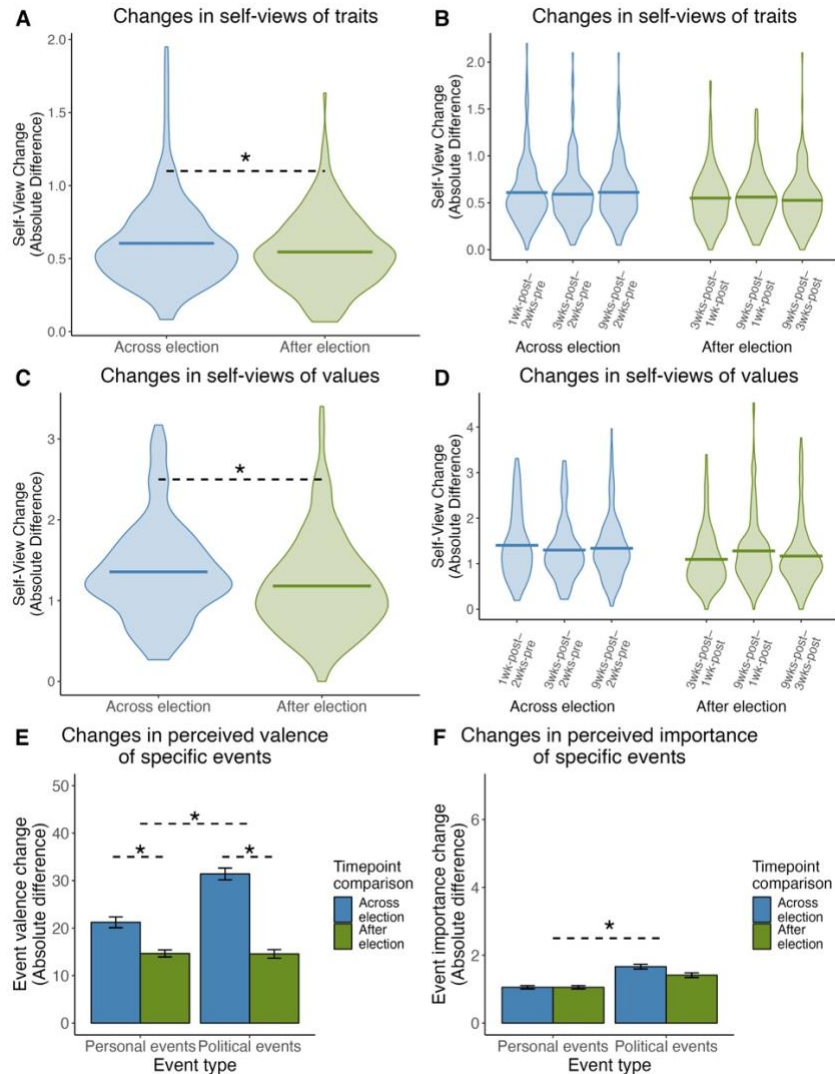 A Changes in self-views of traits
Self-View Change
(Absolute Difference)
2.0
1.5
1.0
0.5
0.0
*
Across election After election
B Changes in self-views of traits
Self-View Change
(Absolute Difference)
2.0
1.5
1.0
0.5
0.0
1wk-post–
2wks-pre
3wks-post–
2wks-pre
9wks-post–
2wks-pre
3wks-post–
1wk-post
9wks-post–
1wk-post
9wks-post–
3wks-post
Across election After election
C Changes in self-views of values
Self-View Change
(Absolute Difference)
3
2
1
0
*
Across election After election
D Changes in self-views of values
Self-View Change
(Absolute Difference)
4
3
2
1
0
1wk-post–
2wks-pre
3wks-post–
2wks-pre
9wks-post–
2wks-pre
3wks-post–
1wk-post
9wks-post–
1wk-post
9wks-post–
3wks-post
Across election After election
E Changes in perceived valence
of specific events
Event valence change
(Absolute difference)
50
40
30
20
10
0
*
* *
Personal events Political events
Event type
Timepoint
comparison
Across
election
After
election
F Changes in perceived importance
of specific events
Event importance change
(Absolute difference)
6
4
2
0
*
Personal events Political events
Event type
Timepoint
comparison
Across
election
After
election